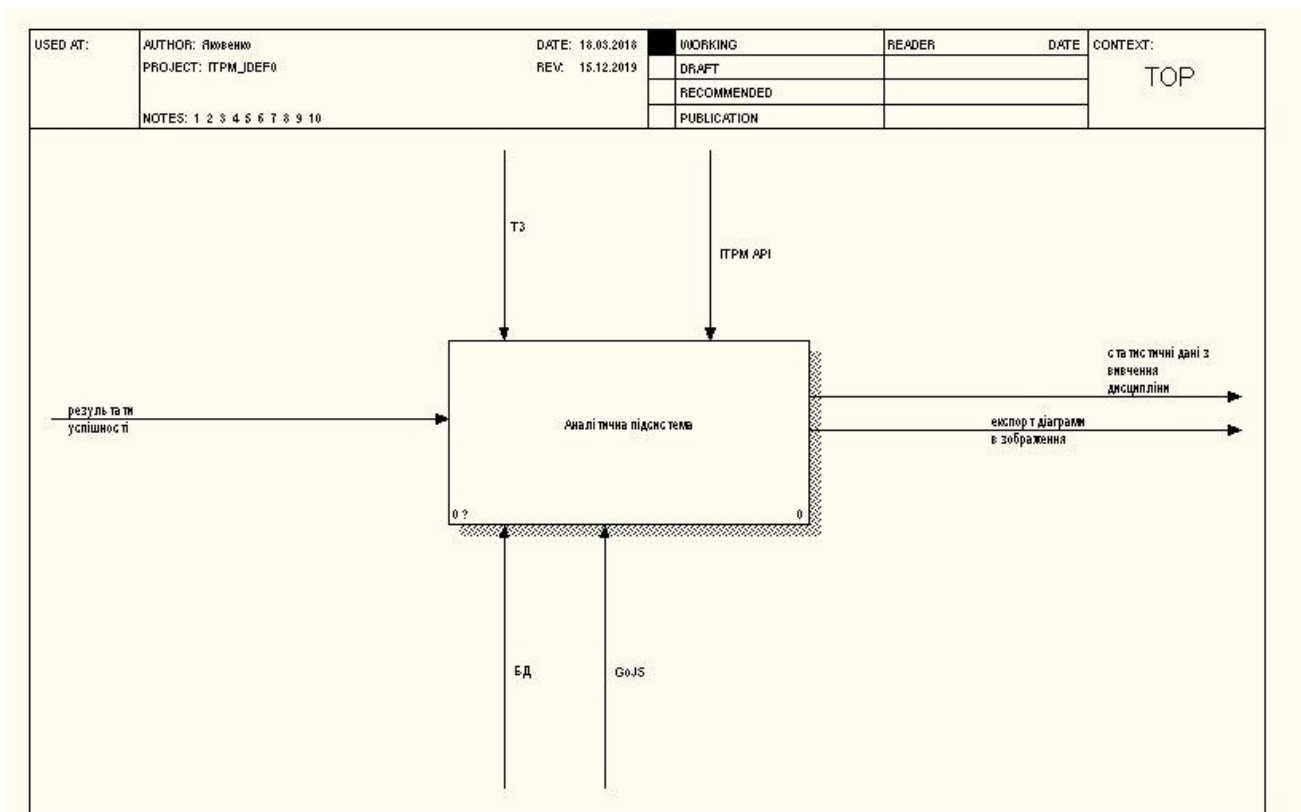 USED AT:
AUTHOR: Яковенко
DATE: 18.03.2018
PROJECT: ITPM_IDEF0
REV: 15.12.2019
NOTES: 1 2 3 4 5 6 7 8 9 10
WORKING
DRAFT
RECOMMENDED
PUBLICATION
READER
DATE
CONTEXT:
TOP
ТЗ
ITPM API
результати
успішності
Аналітична підсистема
0 ?
0
статистичні дані з
вивчення
дисципліни
експорт діаграми
в зображення
БД
GoJS